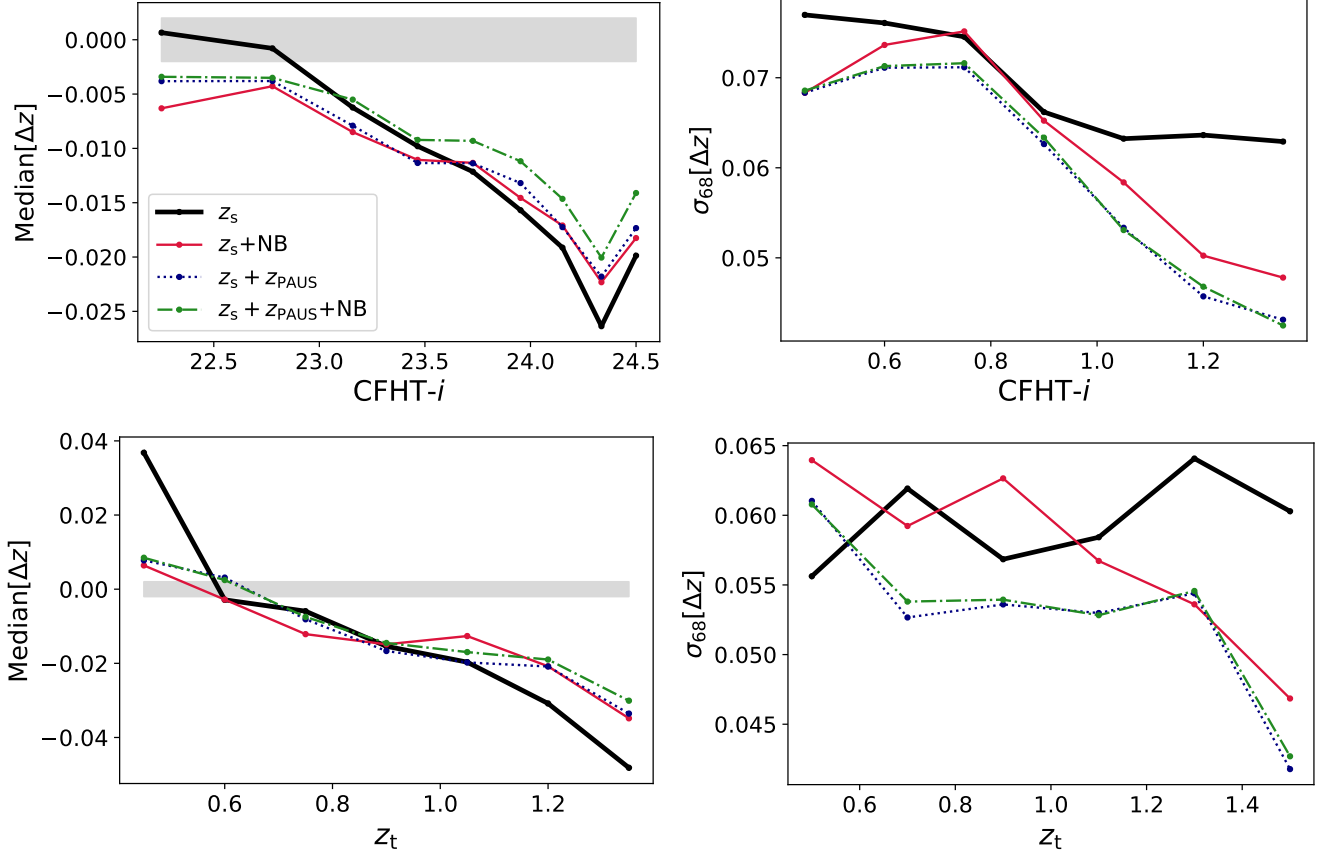 Median[Δz]
0.000
−0.005
−0.010
−0.015
−0.020
−0.025
z_s
z_s+NB
z_s + z_PAUS
z_s + z_PAUS+NB
22.5 23.0 23.5 24.0 24.5
CFHT-i
σ_68[Δz]
0.07
0.06
0.05
0.6 0.8 1.0 1.2
CFHT-i
Median[Δz]
0.04
0.02
0.00
−0.02
−0.04
0.6 0.8 1.0 1.2
z_t
σ_68[Δz]
0.065
0.060
0.055
0.050
0.045
0.6 0.8 1.0 1.2 1.4
z_t